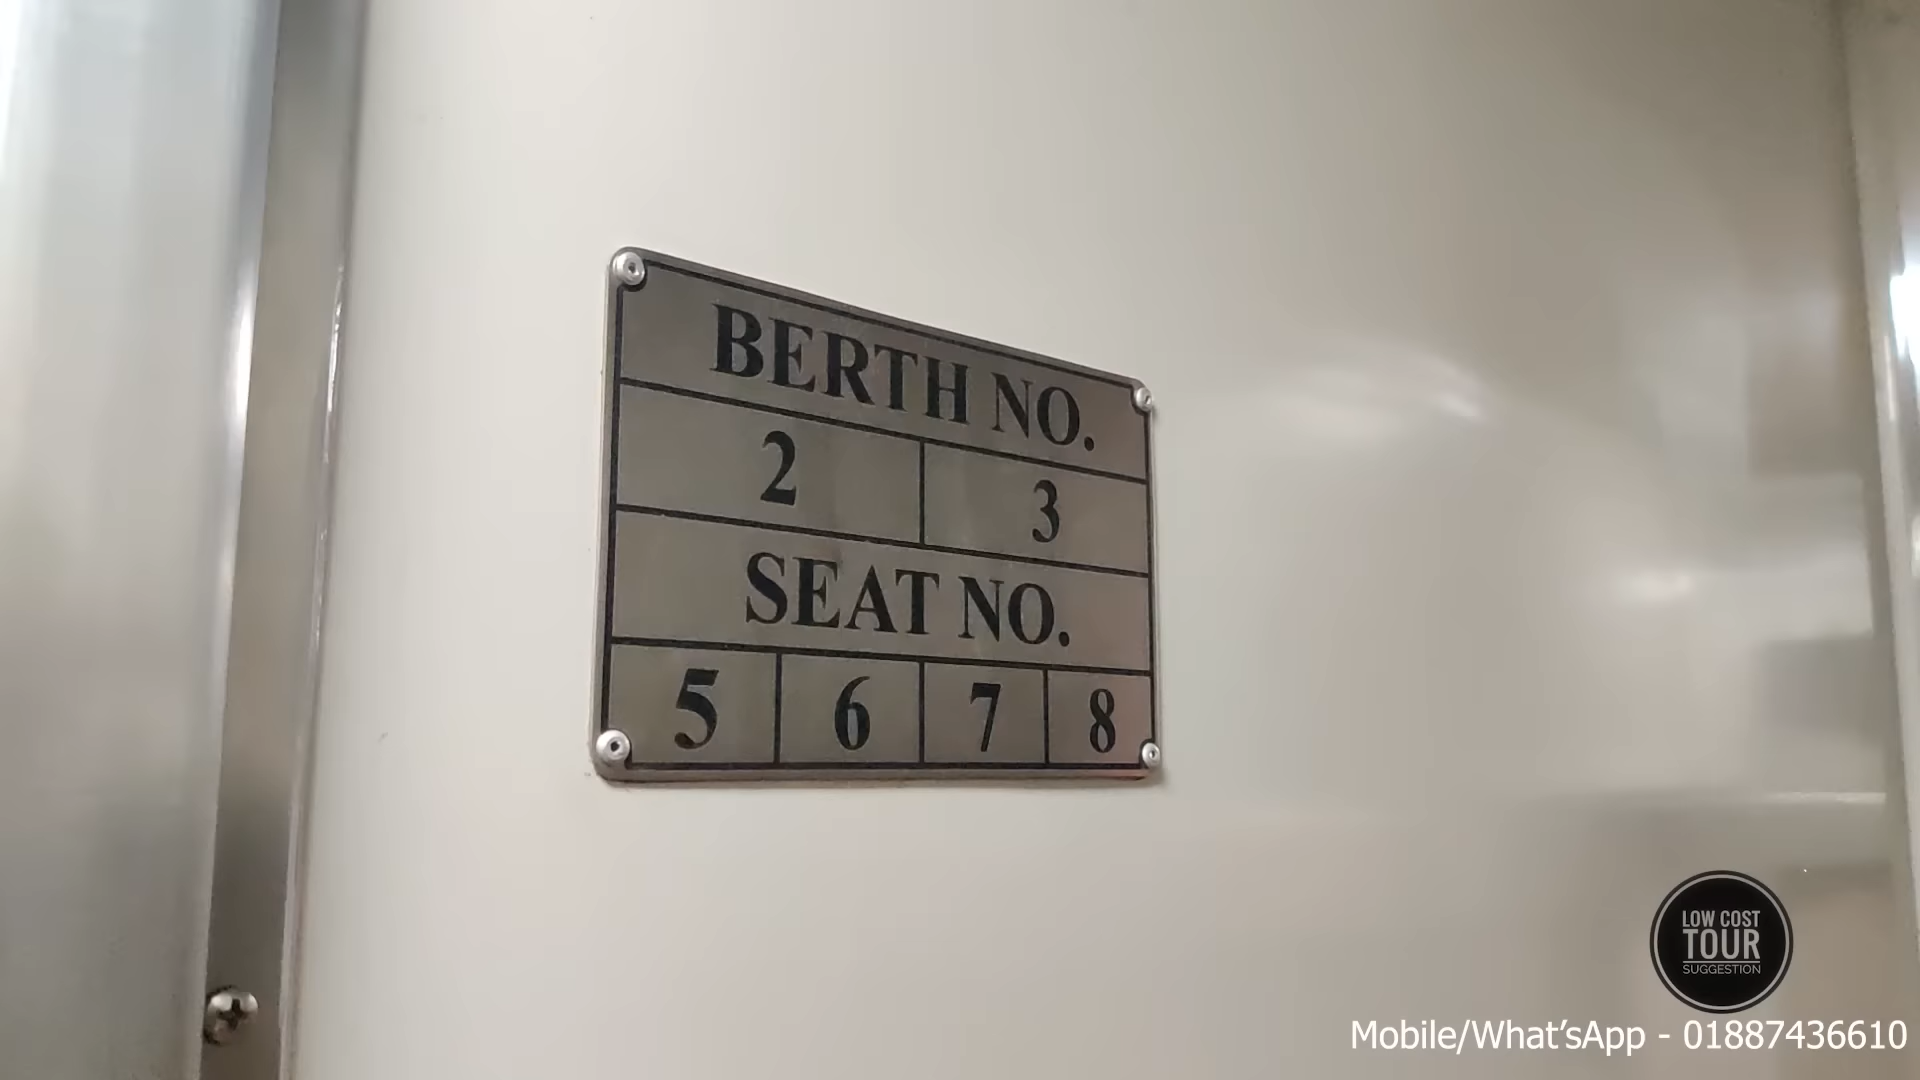 BERTH NO.
2 3
SEAT NO.
5 6 7 8
LOW COST
TOUR
SUGGESTION
Mobile/What'sApp - 01887436610